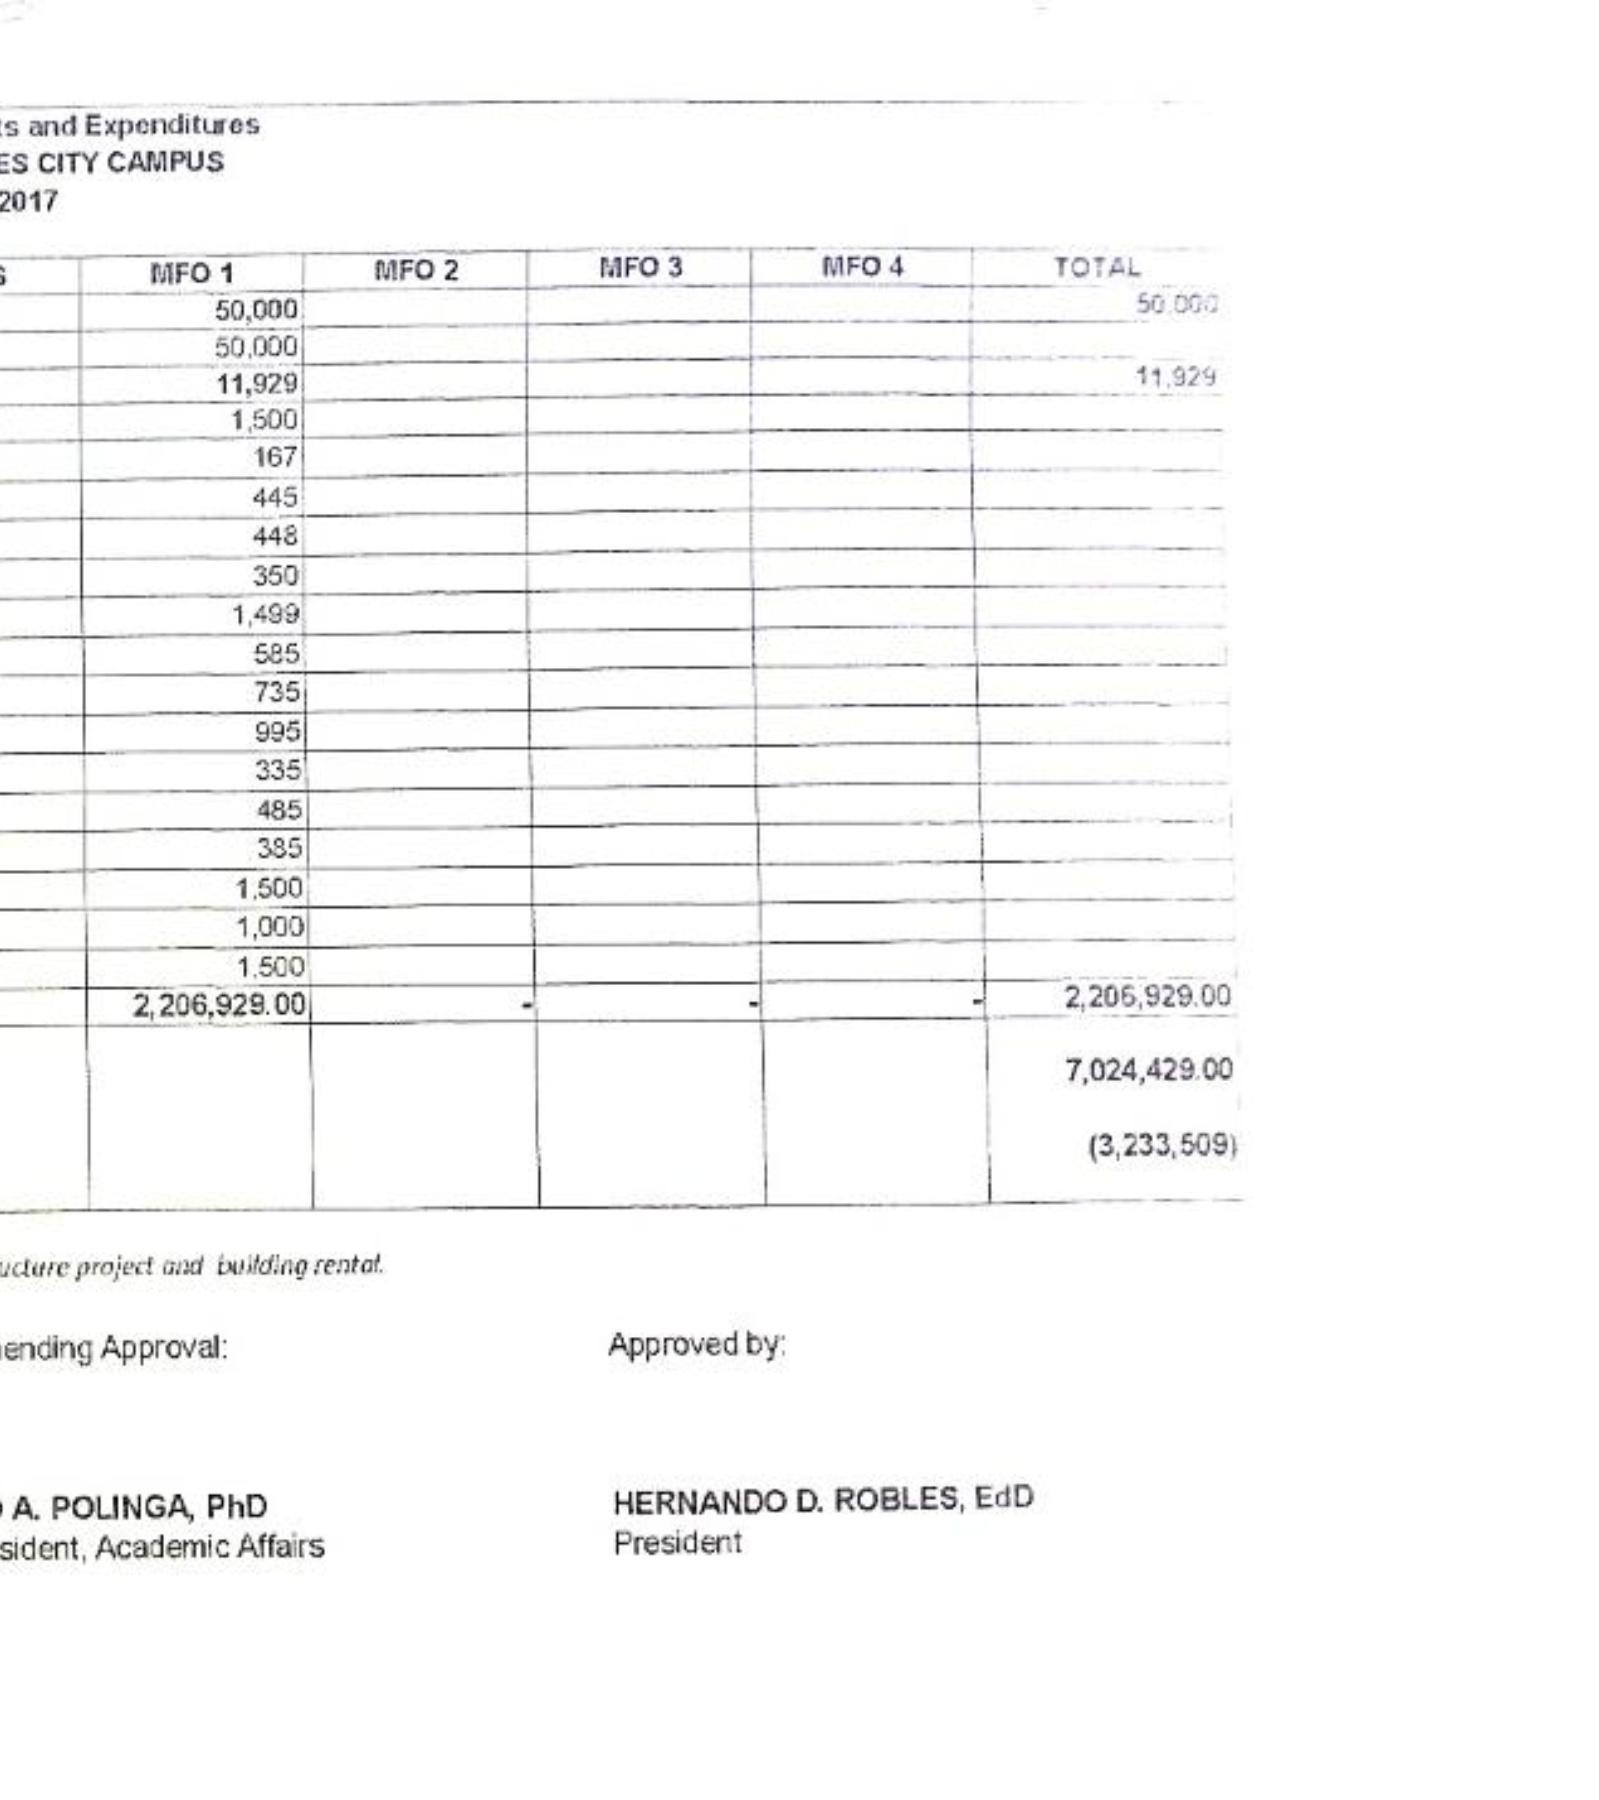 ts and Expenditures
ES CITY CAMPUS
2017
S MFO 1 MFO 2 MFO 3 MFO 4 TOTAL
50,000 50,000
50,000
11,929 11,929
1,500
167
445
448
350
1,499
585
735
995
335
485
385
1,500
1,000
1,500
2,206,929.00 - - - 2,206,929.00
7,024,429.00
(3,233,509)
ucture project and building rental.
ending Approval: Approved by:
A. POLINGA, PhD HERNANDO D. ROBLES, EdD
sident, Academic Affairs President